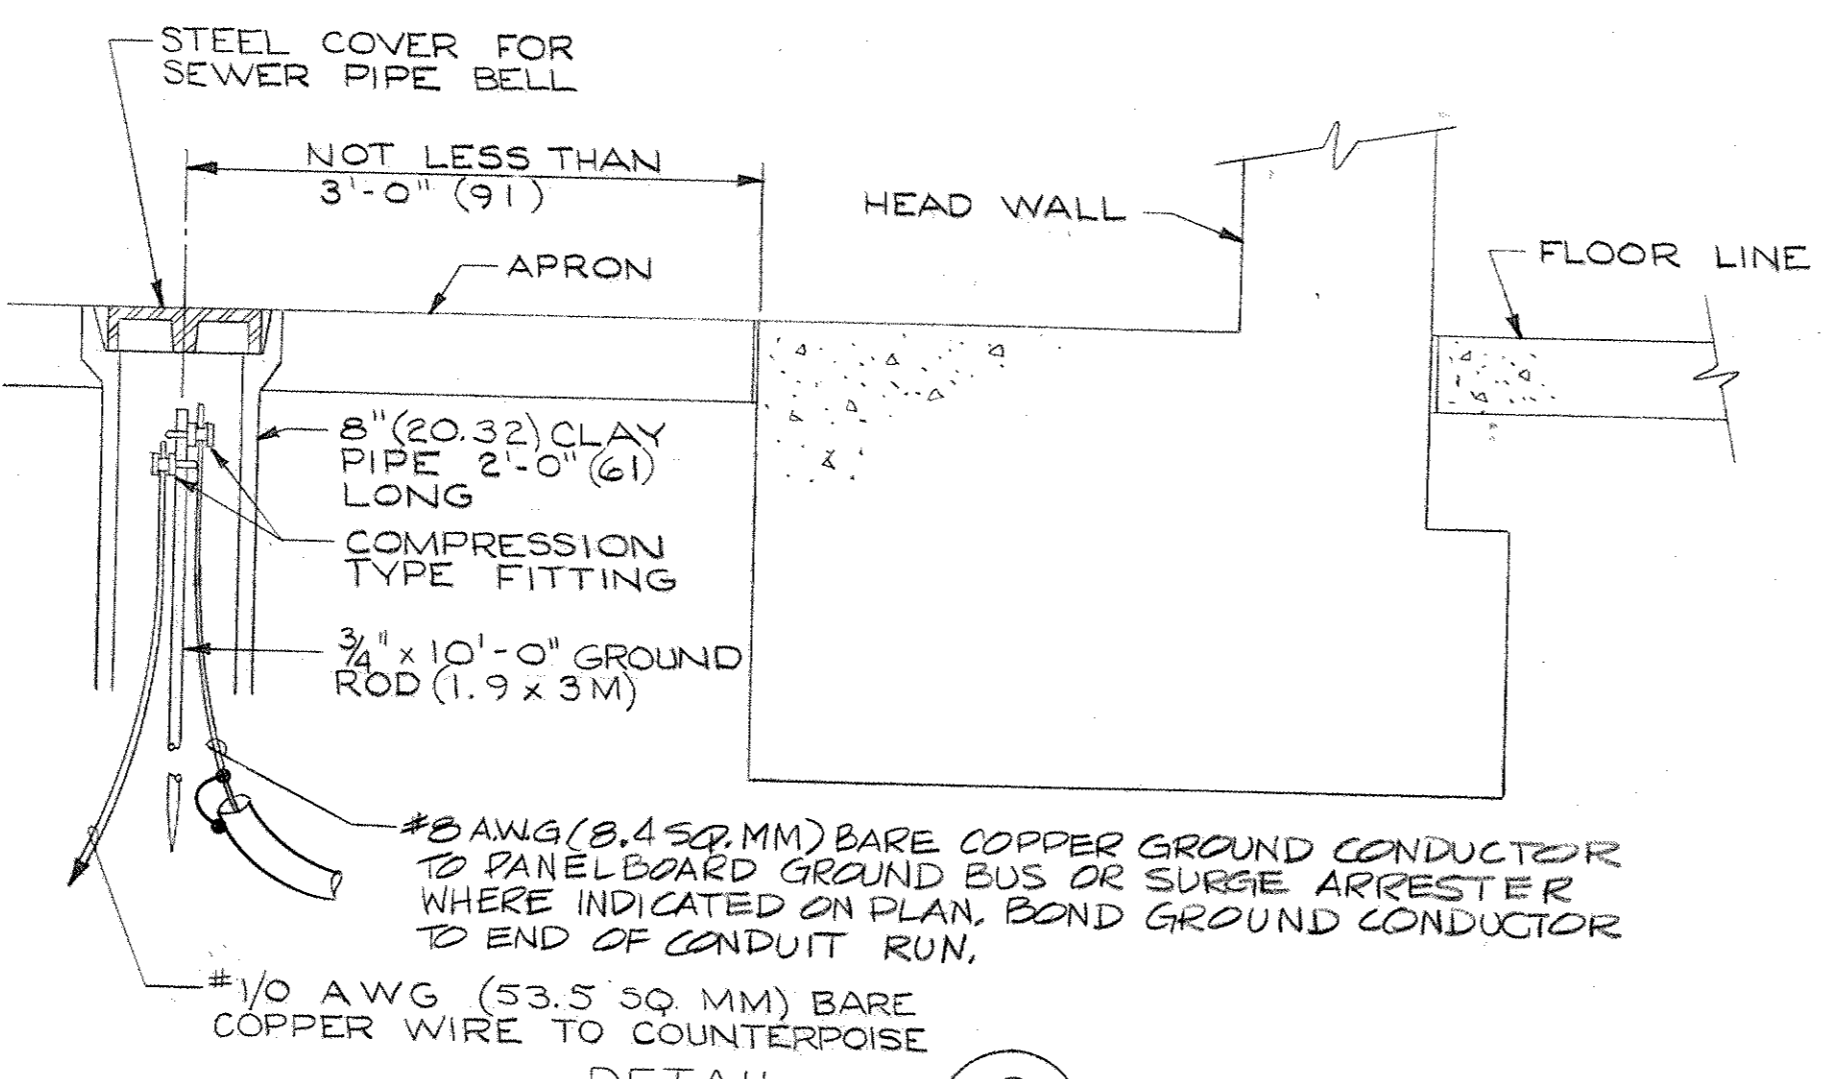 STEEL COVER FOR
SEWER PIPE BELL
NOT LESS THAN
3'-0" (91)
HEAD WALL
FLOOR LINE
APRON
8" (20.32) CLAY
PIPE 2'-0" (61)
LONG
COMPRESSION
TYPE FITTING
3/4" x 10'-0" GROUND
ROD (1.9 x 3M)
#8 A.W.G (8.4 SQ. MM) BARE COPPER GROUND CONDUCTOR
TO PANELBOARD GROUND BUS OR SURGE ARRESTER
WHERE INDICATED ON PLAN. BOND GROUND CONDUCTOR
TO END OF CONDUIT RUN.
#1/0 AWG (53.5 SQ. MM) BARE
COPPER WIRE TO COUNTERPOISE
DETAIL